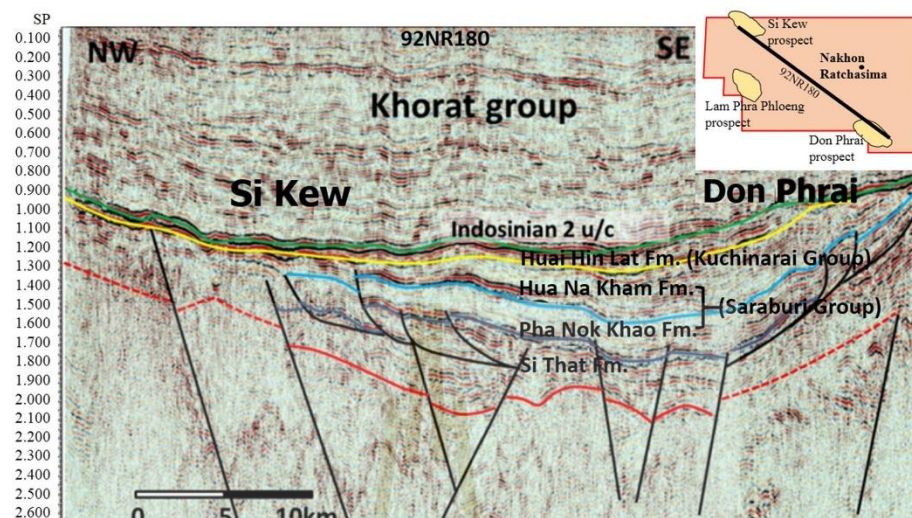 SP
92NR180
NW
SE
Khorat group
Si Kew
Don Phrai
Indosinian 2 u/c
Huai Hin Lat Fm. (Kuchinarai Group)
Hua Na Kham Fm.
(Saraburi Group)
Pha Nok Khao Fm.
Si That Fm.
0.100
0.200
0.300
0.400
0.500
0.600
0.700
0.800
0.900
1.000
1.100
1.200
1.300
1.400
1.500
1.600
1.700
1.800
1.900
2.000
2.100
2.200
2.300
2.400
2.500
2.600
0 5 10km
Si Kew
prospect
Nakhon
Ratchasima
92NR180
Lam Phra Phloeng
prospect
Don Phrai
prospect